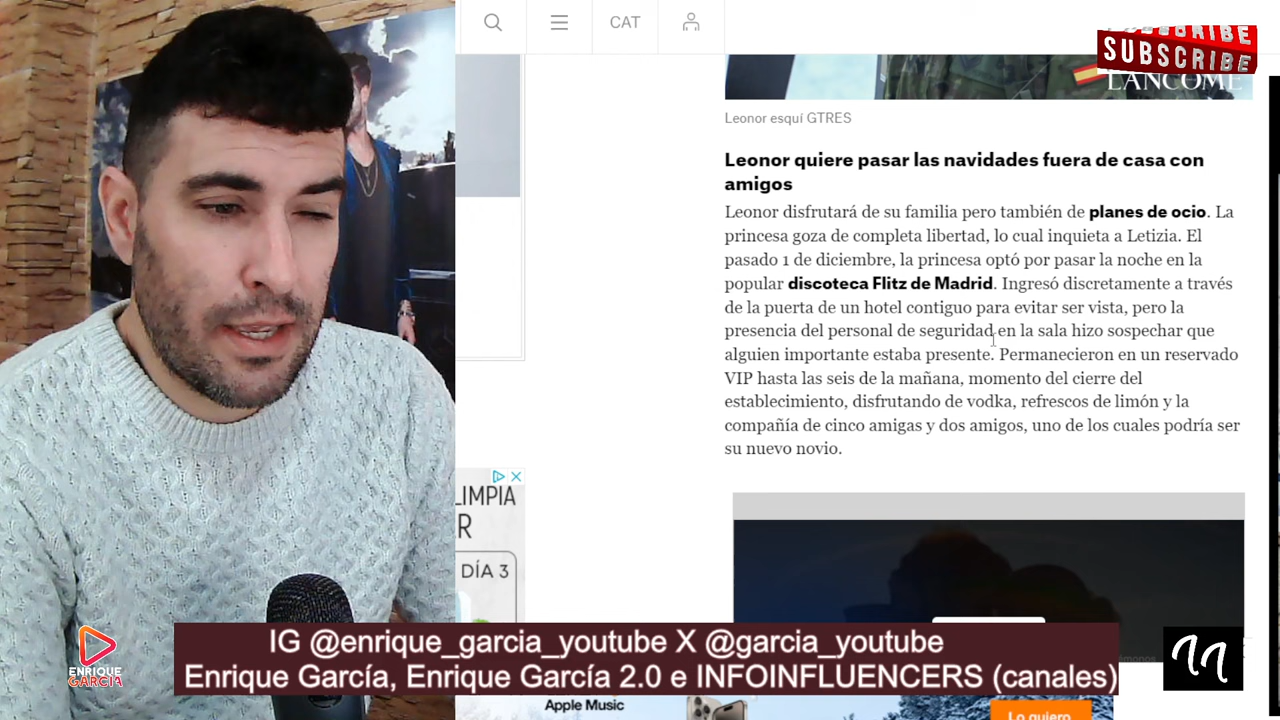 CAT
SUBSCRIBE
LANCÔME
Leonor esquí GTRES
Leonor quiere pasar las navidades fuera de casa con
amigos
Leonor disfrutará de su familia pero también de planes de ocio. La
princesa goza de completa libertad, lo cual inquieta a Letizia. El
pasado 1 de diciembre, la princesa optó por pasar la noche en la
popular discoteca Flitz de Madrid. Ingresó discretamente a través
de la puerta de un hotel contiguo para evitar ser vista, pero la
presencia del personal de seguridad en la sala hizo sospechar que
alguien importante estaba presente. Permanecieron en un reservado
VIP hasta las seis de la mañana, momento del cierre del
establecimiento, disfrutando de vodka, refrescos de limón y la
compañía de cinco amigas y dos amigos, uno de los cuales podría ser
su nuevo novio.
LIMPIA
R
DÍA 3
ENRIQUE
GARCÍA
IG @enrique_garcia_youtube X @garcia_youtube
Enrique García, Enrique García 2.0 e INFOINFLUENCERS (canales)
Apple Music
Lo quiero